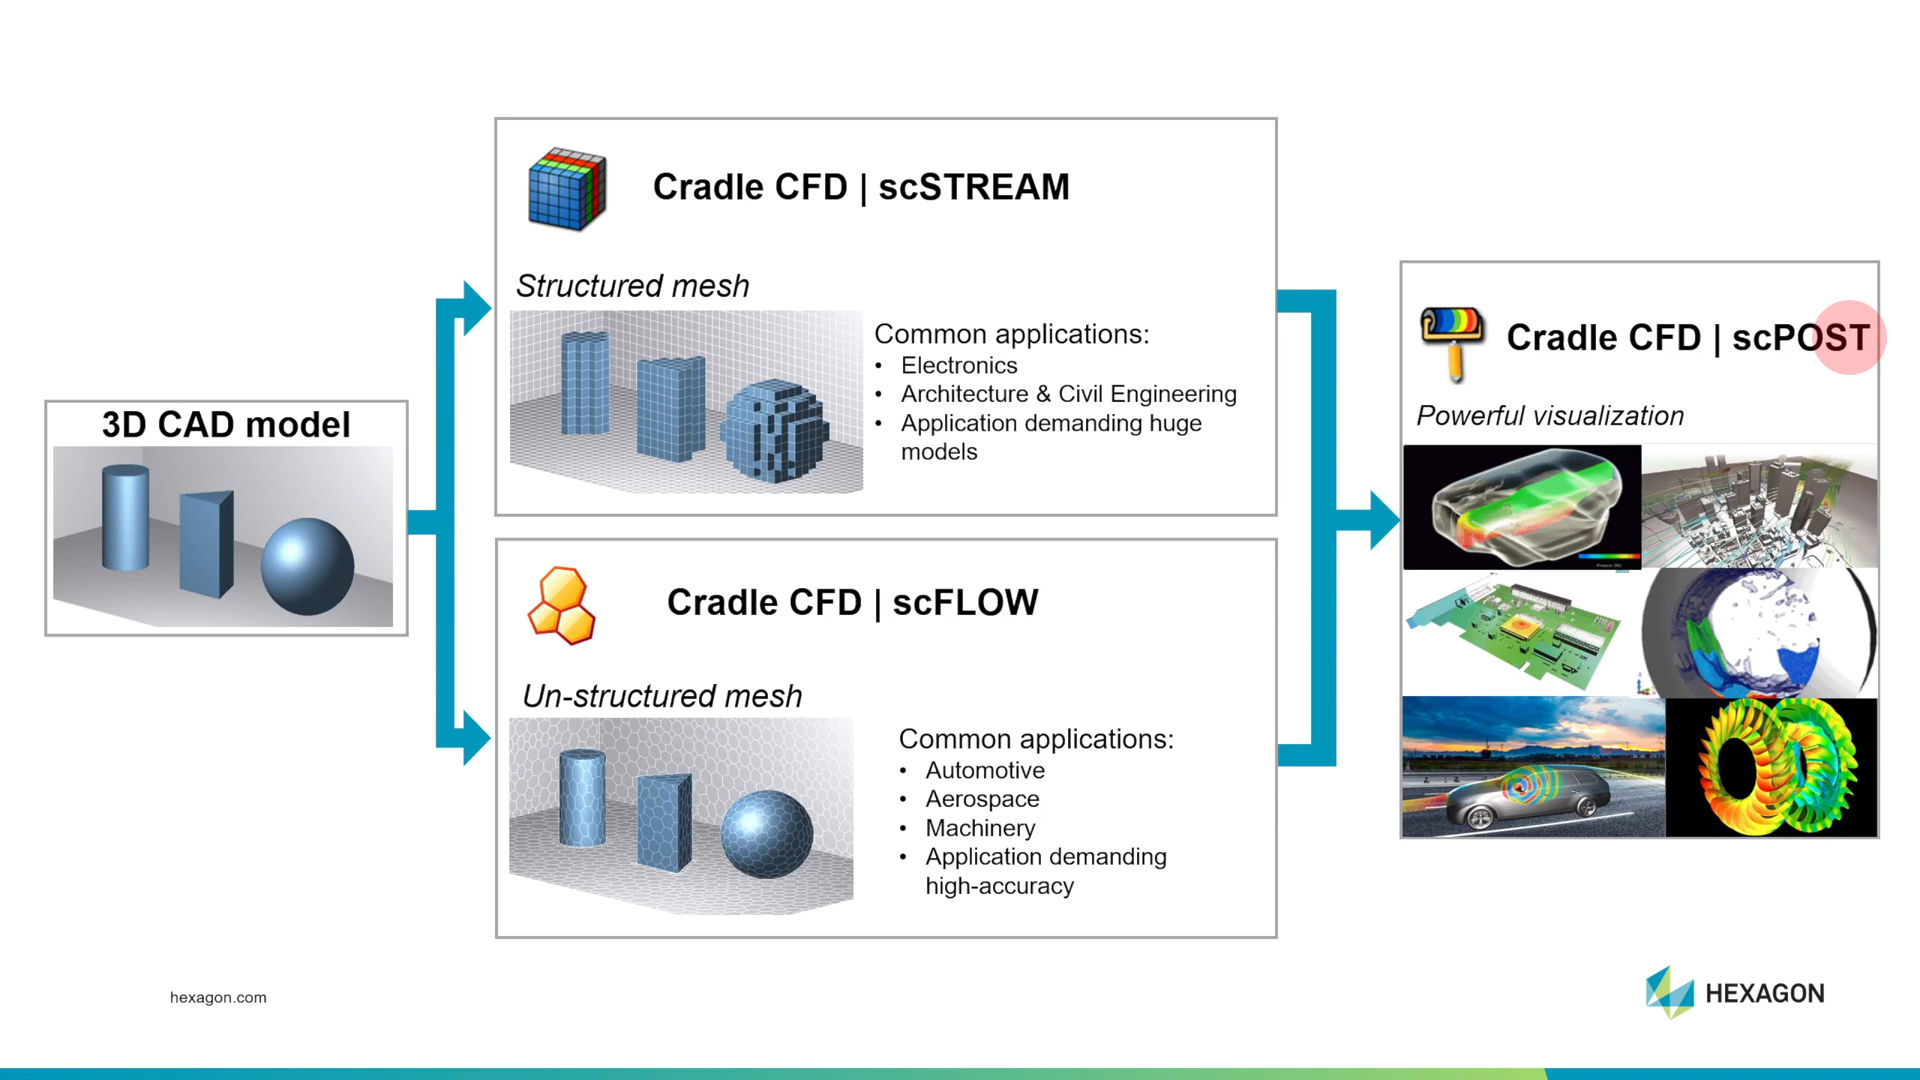 3D CAD model
Cradle CFD | scSTREAM
Structured mesh
Common applications:
• Electronics
• Architecture & Civil Engineering
• Application demanding huge
models
Cradle CFD | scFLOW
Un-structured mesh
Common applications:
• Automotive
• Aerospace
• Machinery
• Application demanding
high-accuracy
Cradle CFD | scPOST
Powerful visualization
hexagon.com
HEXAGON